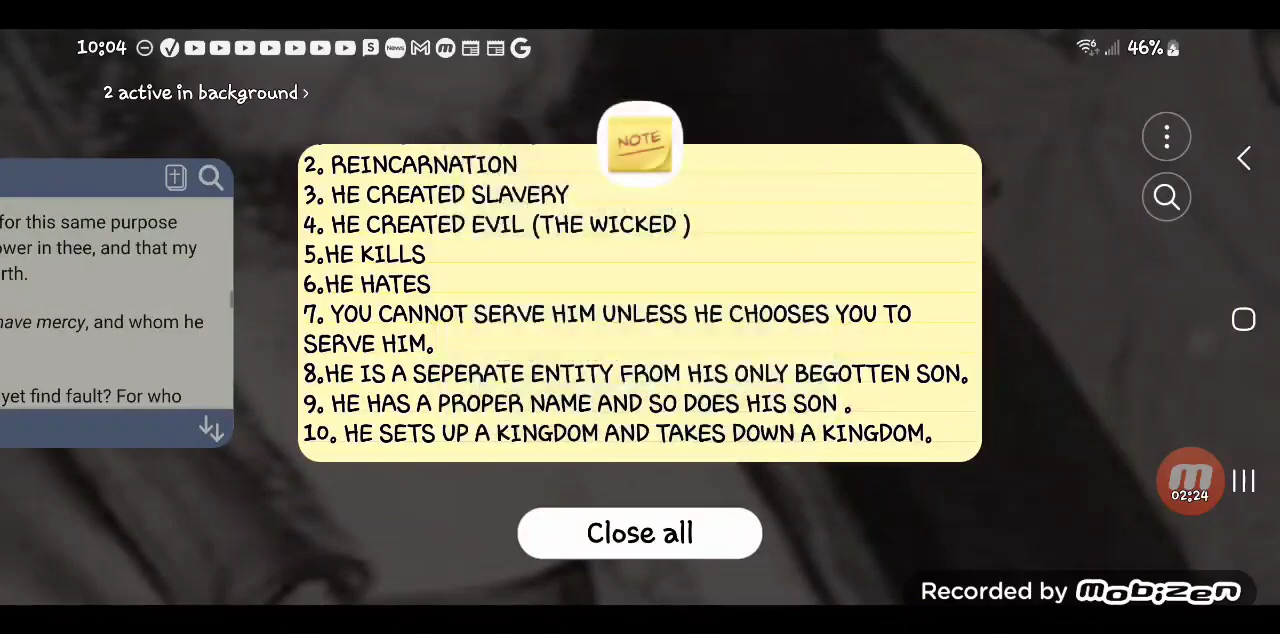 10:04
S
News
46%
2 active in background >
NOTE
2. REINCARNATION
3. HE CREATED SLAVERY
4. HE CREATED EVIL (THE WICKED )
5.HE KILLS
6.HE HATES
7. YOU CANNOT SERVE HIM UNLESS HE CHOOSES YOU TO
SERVE HIM.
8.HE IS A SEPERATE ENTITY FROM HIS ONLY BEGOTTEN SON.
9. HE HAS A PROPER NAME AND SO DOES HIS SON .
10. HE SETS UP A KINGDOM AND TAKES DOWN A KINGDOM.
for this same purpose
ower in thee, and that my
rth.
have mercy, and whom he
yet find fault? For who
Close all
02:24
Recorded by mobizen